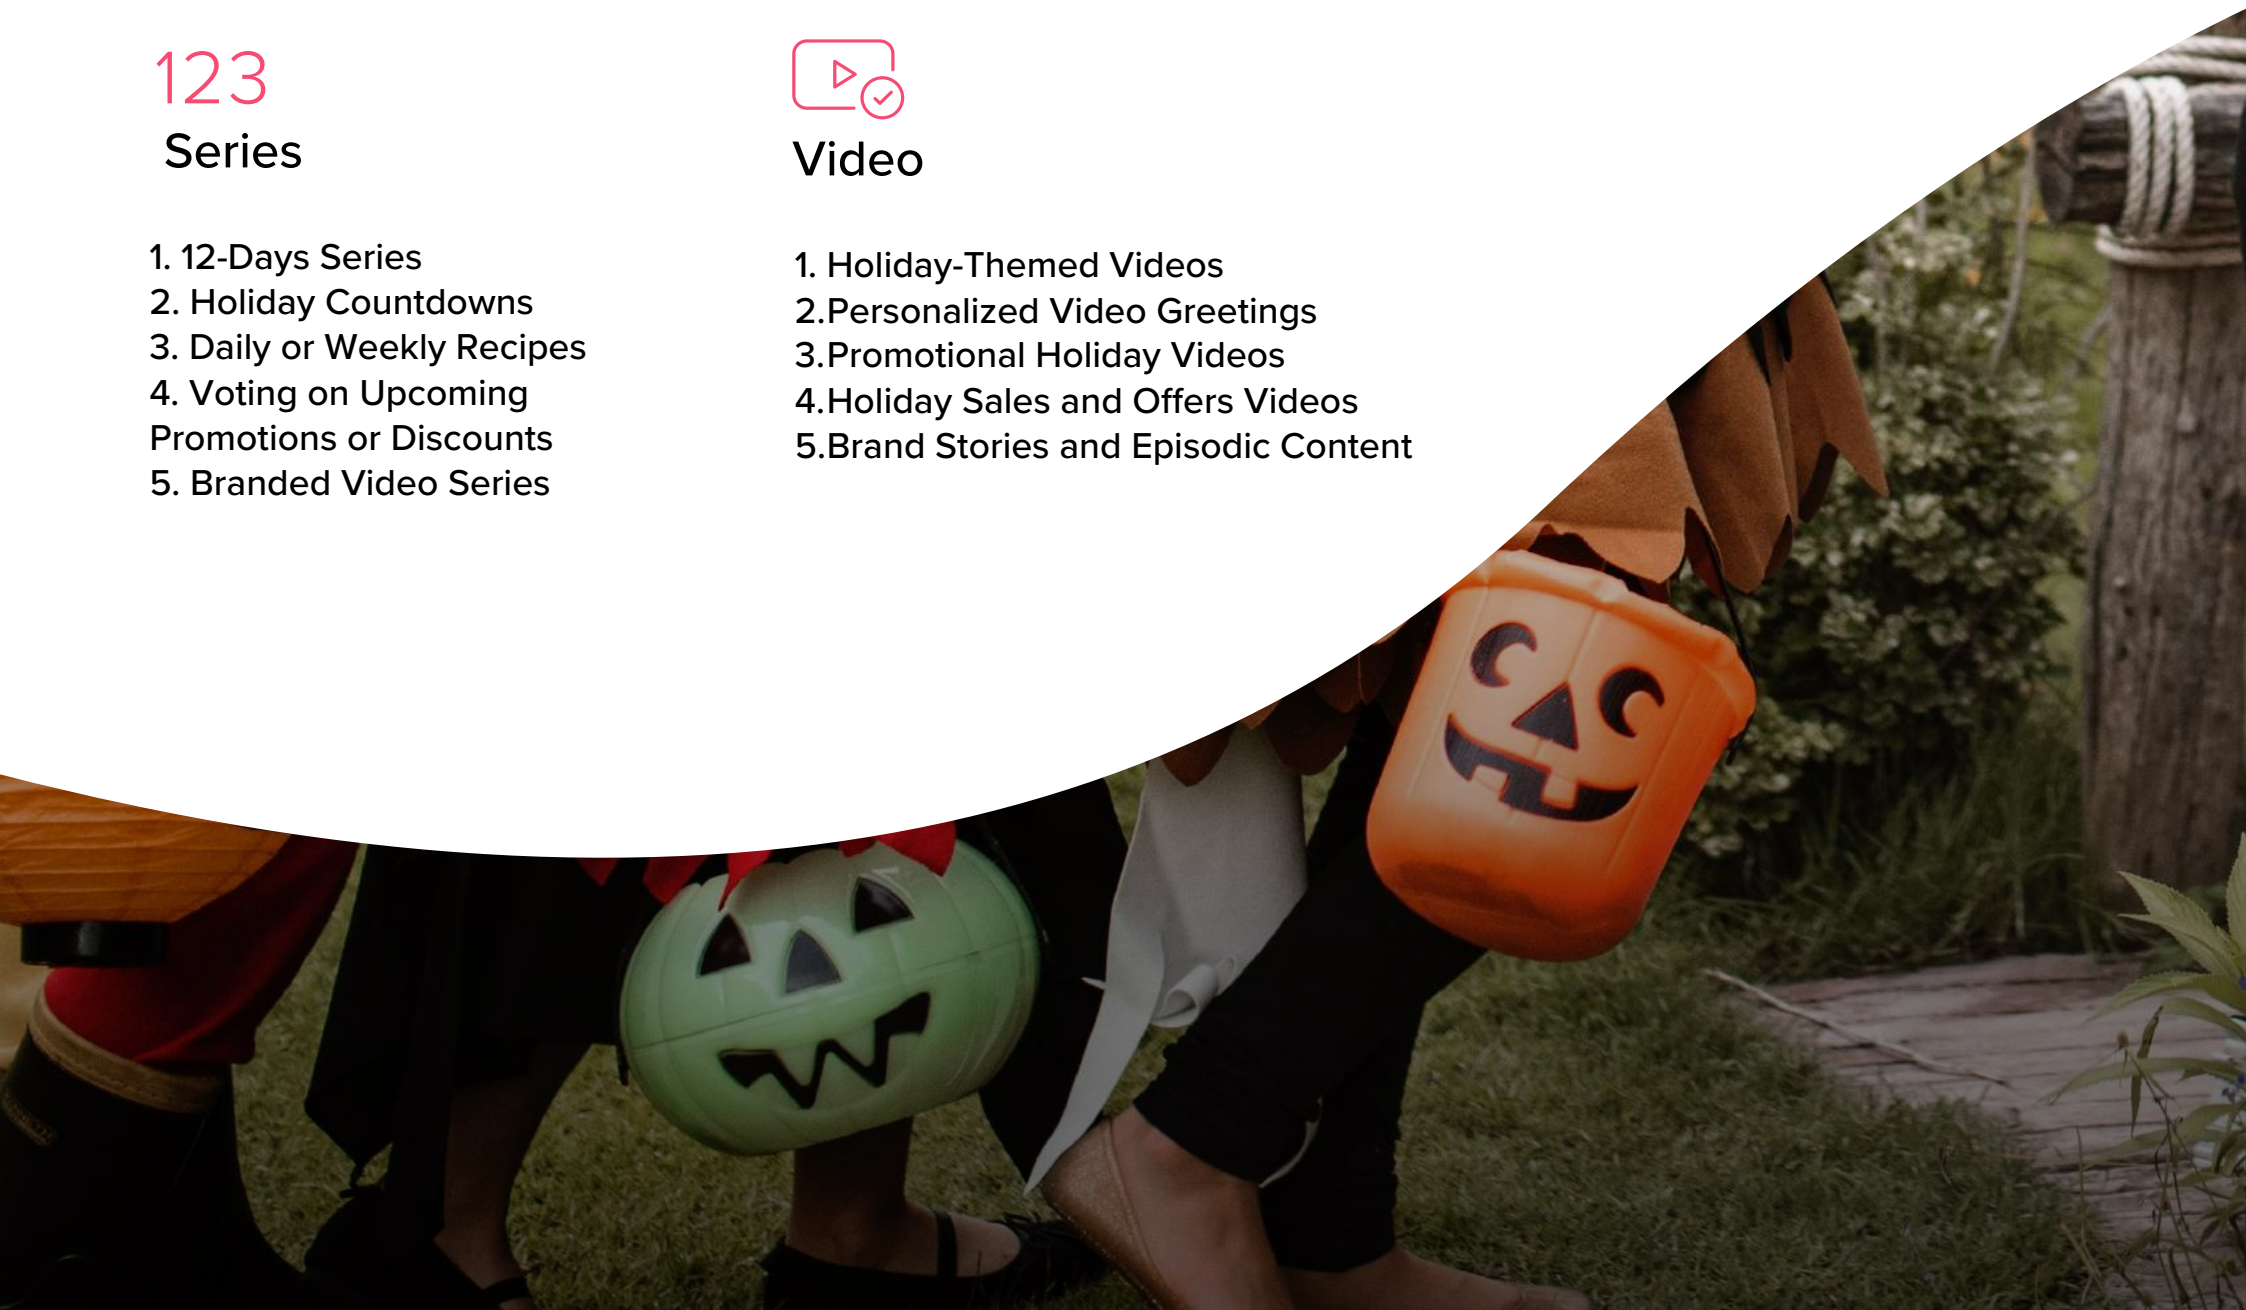 123
Series
1. 12-Days Series
2. Holiday Countdowns
3. Daily or Weekly Recipes
4. Voting on Upcoming
Promotions or Discounts
5. Branded Video Series
Video
1. Holiday-Themed Videos
2.Personalized Video Greetings
3.Promotional Holiday Videos
4.Holiday Sales and Offers Videos
5.Brand Stories and Episodic Content